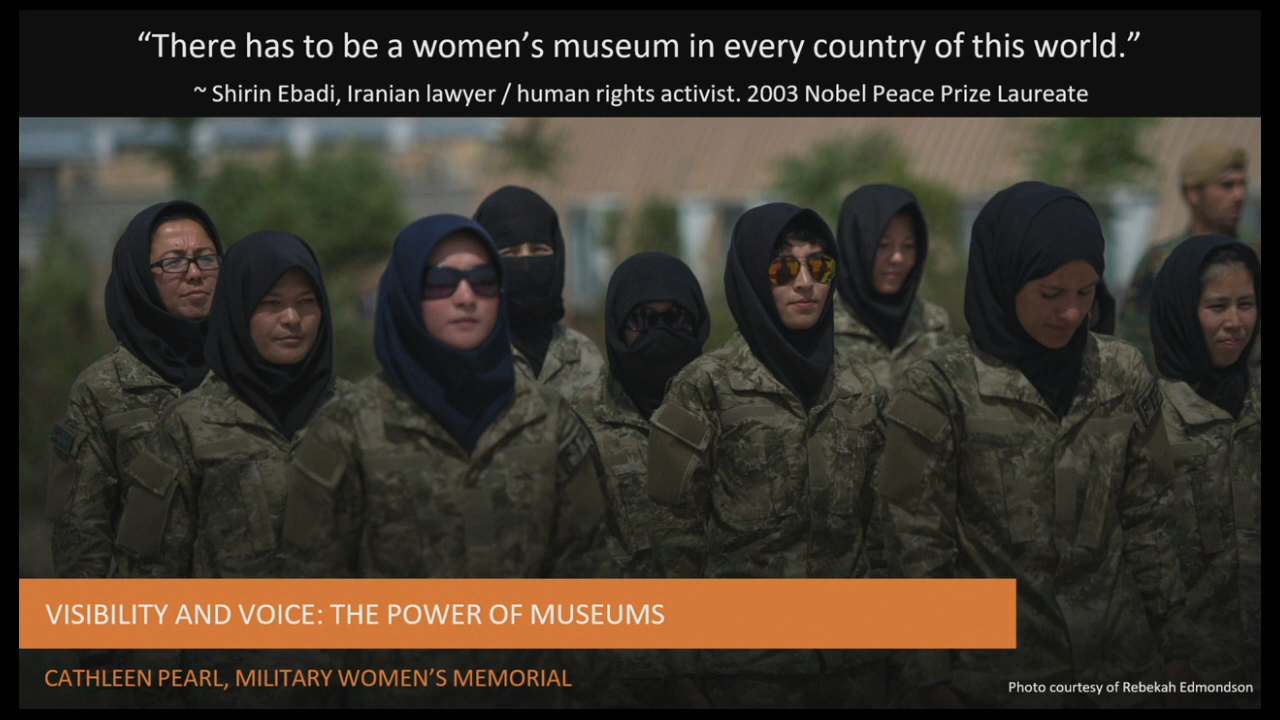 “There has to be a women’s museum in every country of this world.”
~ Shirin Ebadi, Iranian lawyer / human rights activist. 2003 Nobel Peace Prize Laureate
VISIBILITY AND VOICE: THE POWER OF MUSEUMS
CATHLEEN PEARL, MILITARY WOMEN’S MEMORIAL
Photo courtesy of Rebekah Edmondson